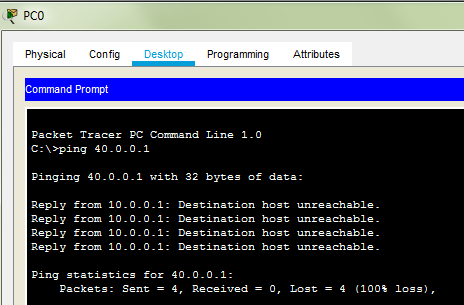 PC0
Physical Config Desktop Programming Attributes
Command Prompt
Packet Tracer PC Command Line 1.0
C:\>ping 40.0.0.1
Pinging 40.0.0.1 with 32 bytes of data:
Reply from 10.0.0.1: Destination host unreachable.
Reply from 10.0.0.1: Destination host unreachable.
Reply from 10.0.0.1: Destination host unreachable.
Reply from 10.0.0.1: Destination host unreachable.
Ping statistics for 40.0.0.1:
Packets: Sent = 4, Received = 0, Lost = 4 (100% loss),